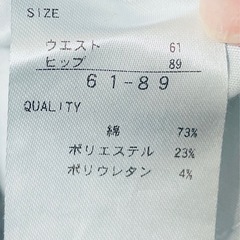 SIZE
ウエスト 61
ヒップ 89
61-89
QUALITY
綿 73%
ポリエステル 23%
ポリウレタン 4%